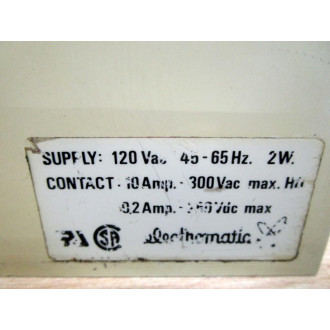 SUPPLY: 120 Vac 45-65 Hz. 2W.
CONTACT - 10 Amp. - 300 Vac max.
0,2 Amp. - Vdc max
SA electromatic